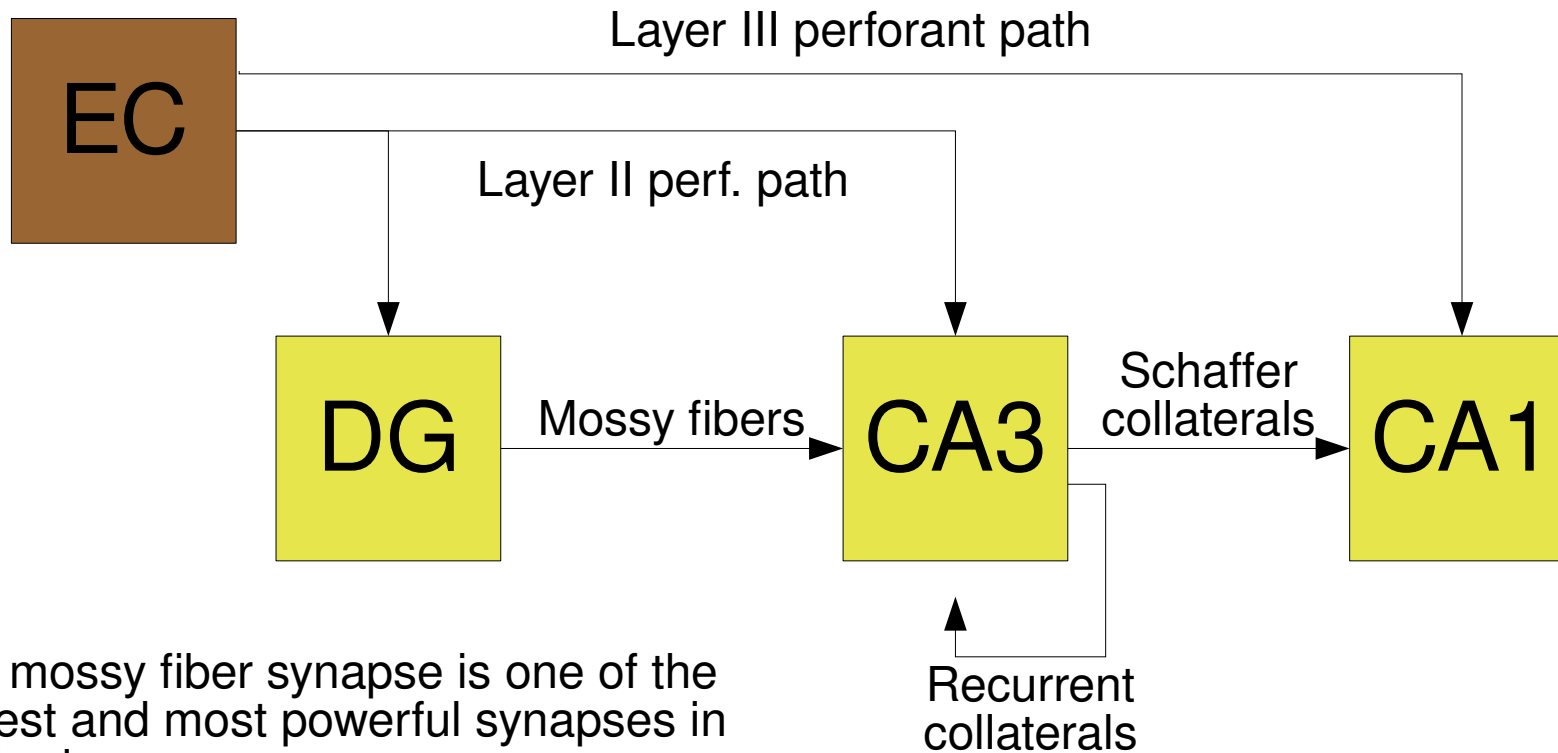 Layer III perforant path
EC
Layer II perf. path
Schaffer
collaterals
Mossy fibers
DG
CA3
CA1
mossy fiber synapse is one of the
and most powerful synapses in
Recurrent
collaterals